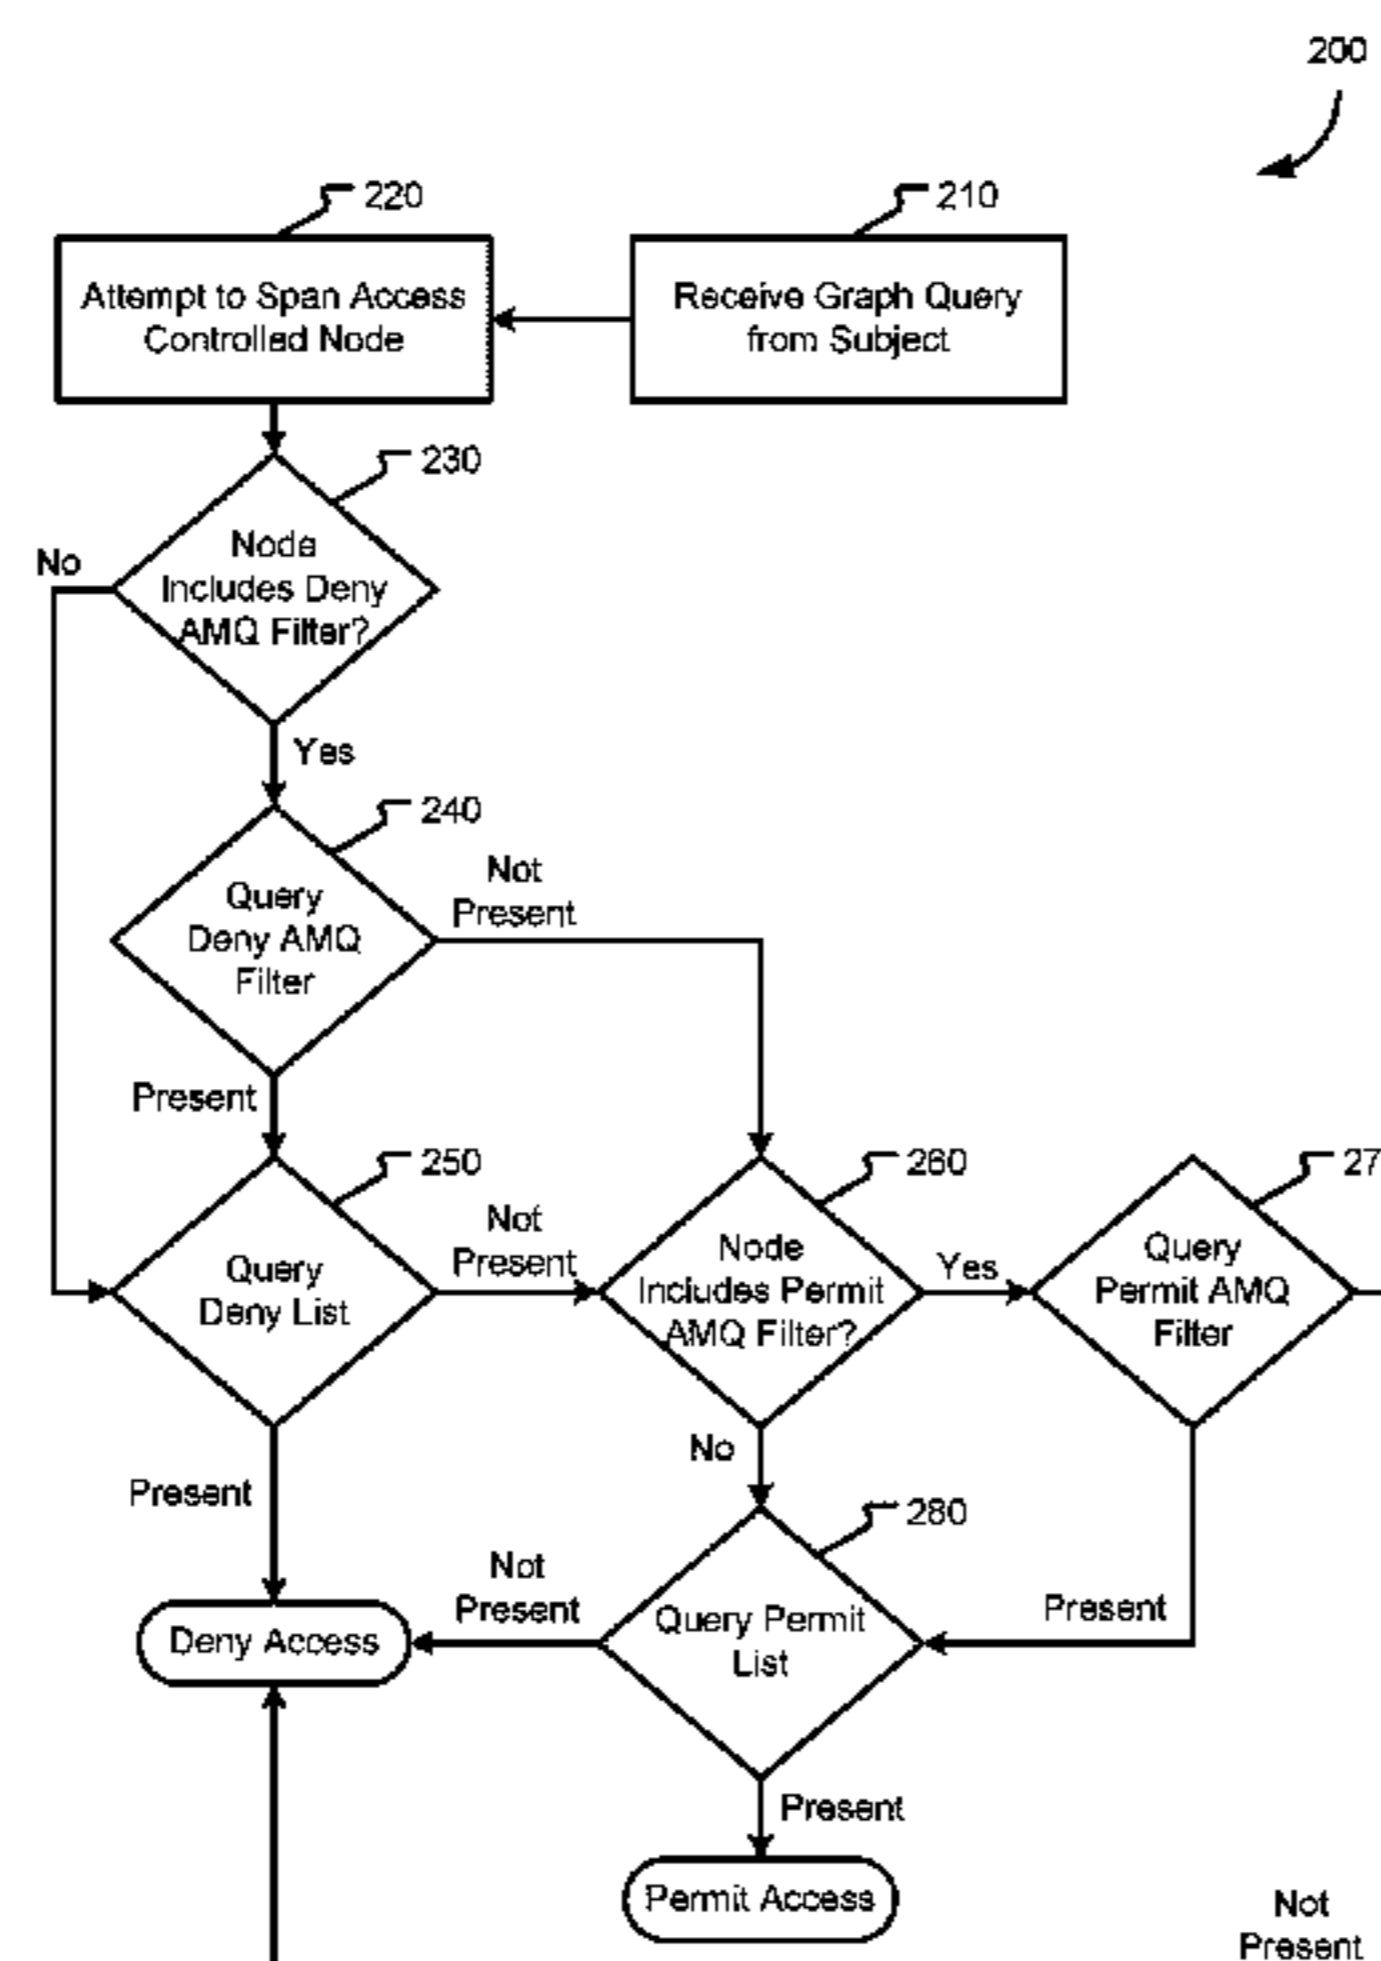 200
220
210
Attempt to Span Access
Controlled Node
Receive Graph Query
from Subject
230
No
Node
Includes Deny
AMQ Filter?
Yes
240
Not
Present
Query
Deny AMQ
Filter
Present
250
260
27
Not
Present
Query
Deny List
Node
Includes Permit
AMQ Filter?
Yes
Query
Permit AMQ
Filter
No
Present
280
Not
Present
Query Permit
List
Present
Deny Access
Present
Permit Access
Not
Present